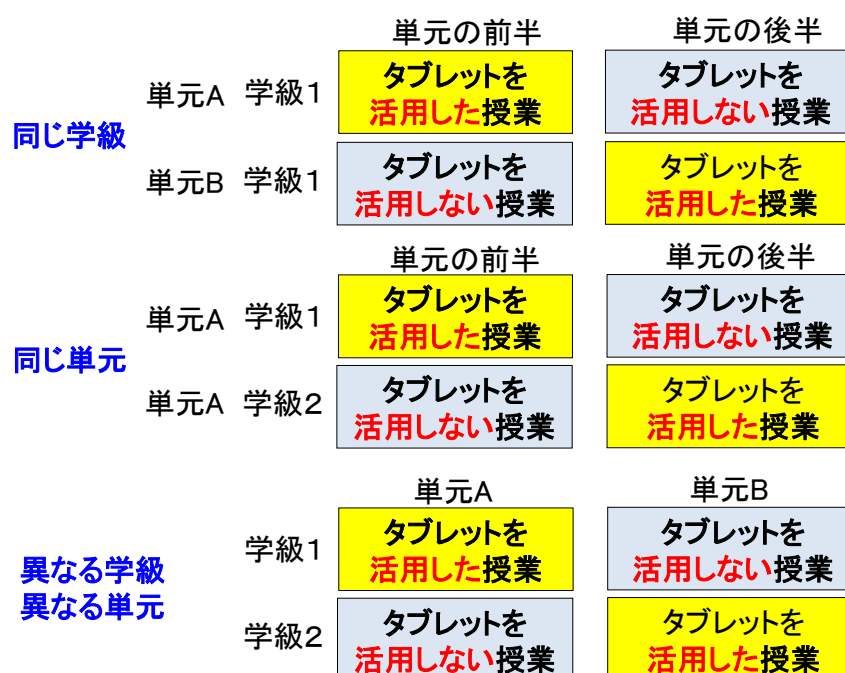 単元の前半 単元の後半
同じ学級
単元A 学級1 タブレットを タブレットを
活用した授業 活用しない授業
単元B 学級1 タブレットを タブレットを
活用しない授業 活用した授業
単元の前半 単元の後半
同じ単元
単元A 学級1 タブレットを タブレットを
活用した授業 活用しない授業
単元A 学級2 タブレットを タブレットを
活用しない授業 活用した授業
単元A 単元B
異なる学級
異なる単元
学級1 タブレットを タブレットを
活用した授業 活用しない授業
学級2 タブレットを タブレットを
活用しない授業 活用した授業